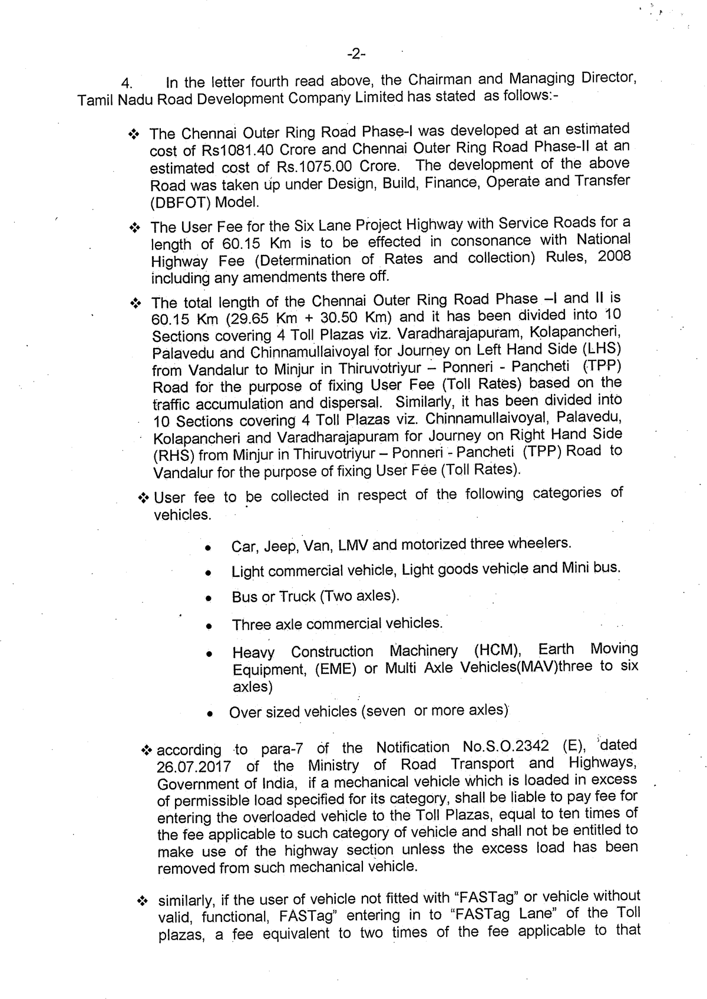 -2-
4. In the letter fourth read above, the Chairman and Managing Director,
Tamil Nadu Road Development Company Limited has stated as follows:-
❖ The Chennai Outer Ring Road Phase-I was developed at an estimated
cost of Rs1081.40 Crore and Chennai Outer Ring Road Phase-II at an
estimated cost of Rs.1075.00 Crore. The development of the above
Road was taken up under Design, Build, Finance, Operate and Transfer
(DBFOT) Model.
❖ The User Fee for the Six Lane Project Highway with Service Roads for a
length of 60.15 Km is to be effected in consonance with National
Highway Fee (Determination of Rates and collection) Rules, 2008
including any amendments there off.
❖ The total length of the Chennai Outer Ring Road Phase –I and II is
60.15 Km (29.65 Km + 30.50 Km) and it has been divided into 10
Sections covering 4 Toll Plazas viz. Varadharajapuram, Kolapancheri,
Palavedu and Chinnamullaivoyal for Journey on Left Hand Side (LHS)
from Vandalur to Minjur in Thiruvotriyur – Ponneri - Pancheti (TPP)
Road for the purpose of fixing User Fee (Toll Rates) based on the
traffic accumulation and dispersal. Similarly, it has been divided into
10 Sections covering 4 Toll Plazas viz. Chinnamullaivoyal, Palavedu,
Kolapancheri and Varadharajapuram for Journey on Right Hand Side
(RHS) from Minjur in Thiruvotriyur – Ponneri - Pancheti (TPP) Road to
Vandalur for the purpose of fixing User Fee (Toll Rates).
❖ User fee to be collected in respect of the following categories of
vehicles.
• Car, Jeep, Van, LMV and motorized three wheelers.
• Light commercial vehicle, Light goods vehicle and Mini bus.
• Bus or Truck (Two axles).
• Three axle commercial vehicles.
• Heavy Construction Machinery (HCM), Earth Moving
Equipment, (EME) or Multi Axle Vehicles(MAV)three to six
axles)
• Over sized vehicles (seven or more axles)
❖ according to para-7 of the Notification No.S.O.2342 (E), dated
26.07.2017 of the Ministry of Road Transport and Highways,
Government of India, if a mechanical vehicle which is loaded in excess
of permissible load specified for its category, shall be liable to pay fee for
entering the overloaded vehicle to the Toll Plazas, equal to ten times of
the fee applicable to such category of vehicle and shall not be entitled to
make use of the highway section unless the excess load has been
removed from such mechanical vehicle.
❖ similarly, if the user of vehicle not fitted with “FASTag” or vehicle without
valid, functional, FASTag” entering in to “FASTag Lane” of the Toll
plazas, a fee equivalent to two times of the fee applicable to that